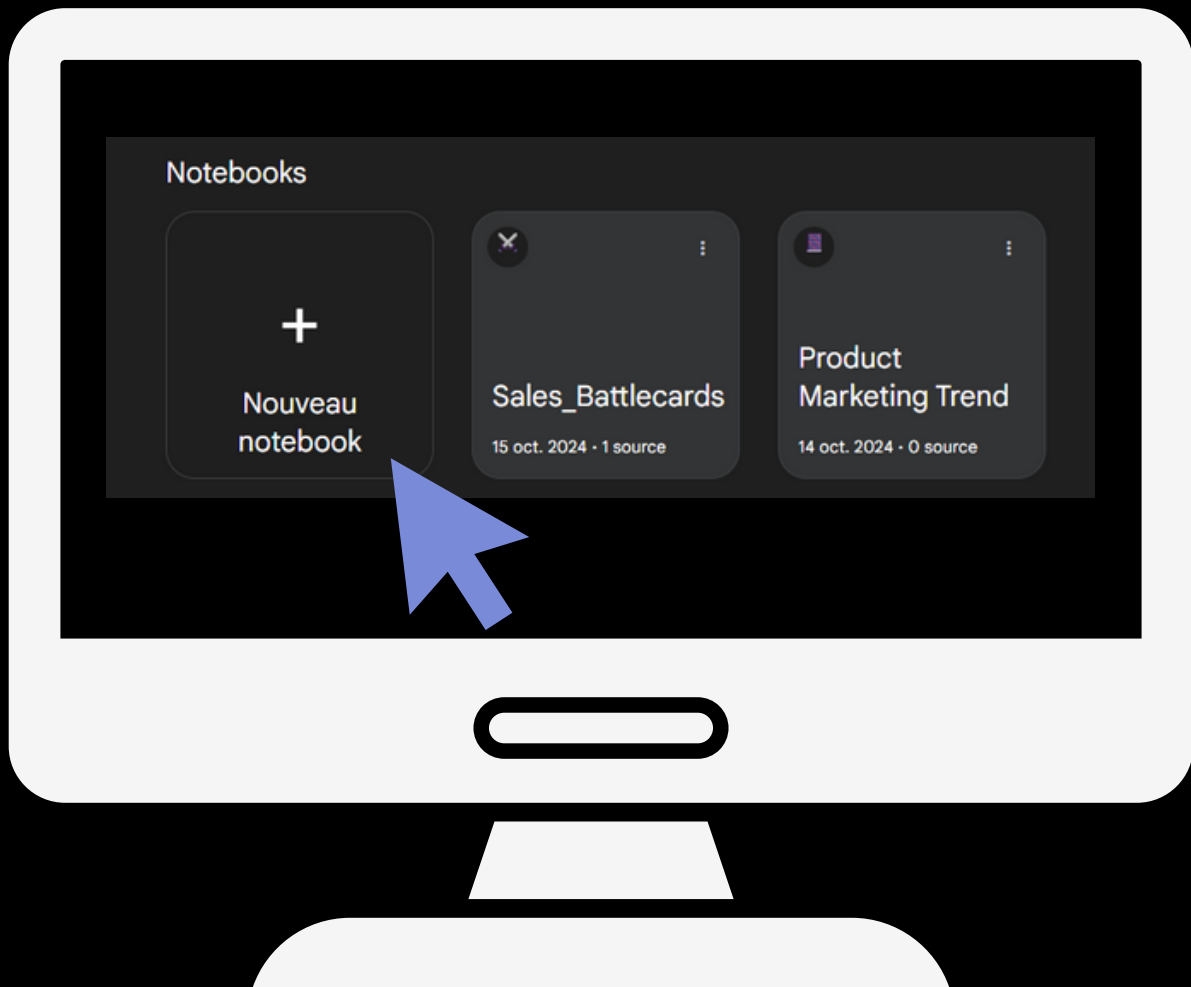 Notebooks
Nouveau
notebook
Sales_Battlecards
15 oct. 2024 · 1 source
Product
Marketing Trend
14 oct. 2024 · 0 source